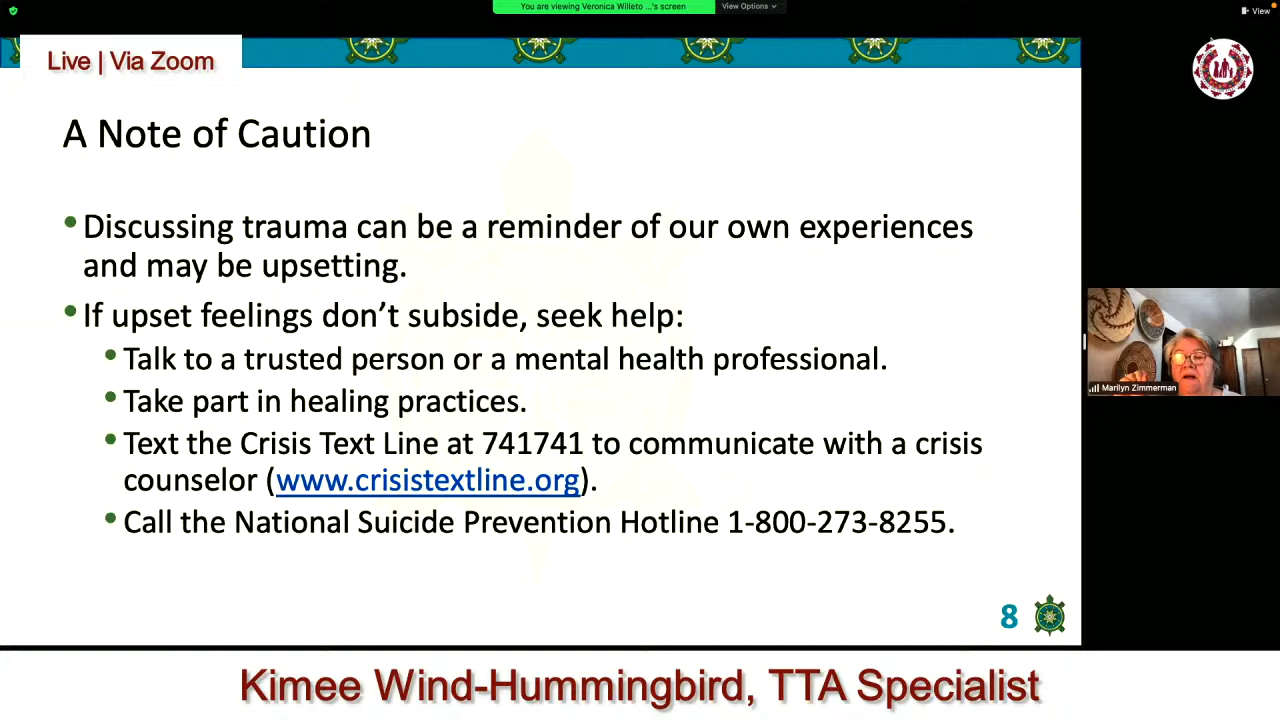 You are viewing Veronica Willeto ...'s screen
View Options
View
Live | Via Zoom
A Note of Caution
• Discussing trauma can be a reminder of our own experiences
and may be upsetting.
• If upset feelings don't subside, seek help:
• Talk to a trusted person or a mental health professional.
• Take part in healing practices.
• Text the Crisis Text Line at 741741 to communicate with a crisis
counselor (www.crisistextline.org).
• Call the National Suicide Prevention Hotline 1-800-273-8255.
Marilyn Zimmerman
8
Kimee Wind-Hummingbird, TTA Specialist